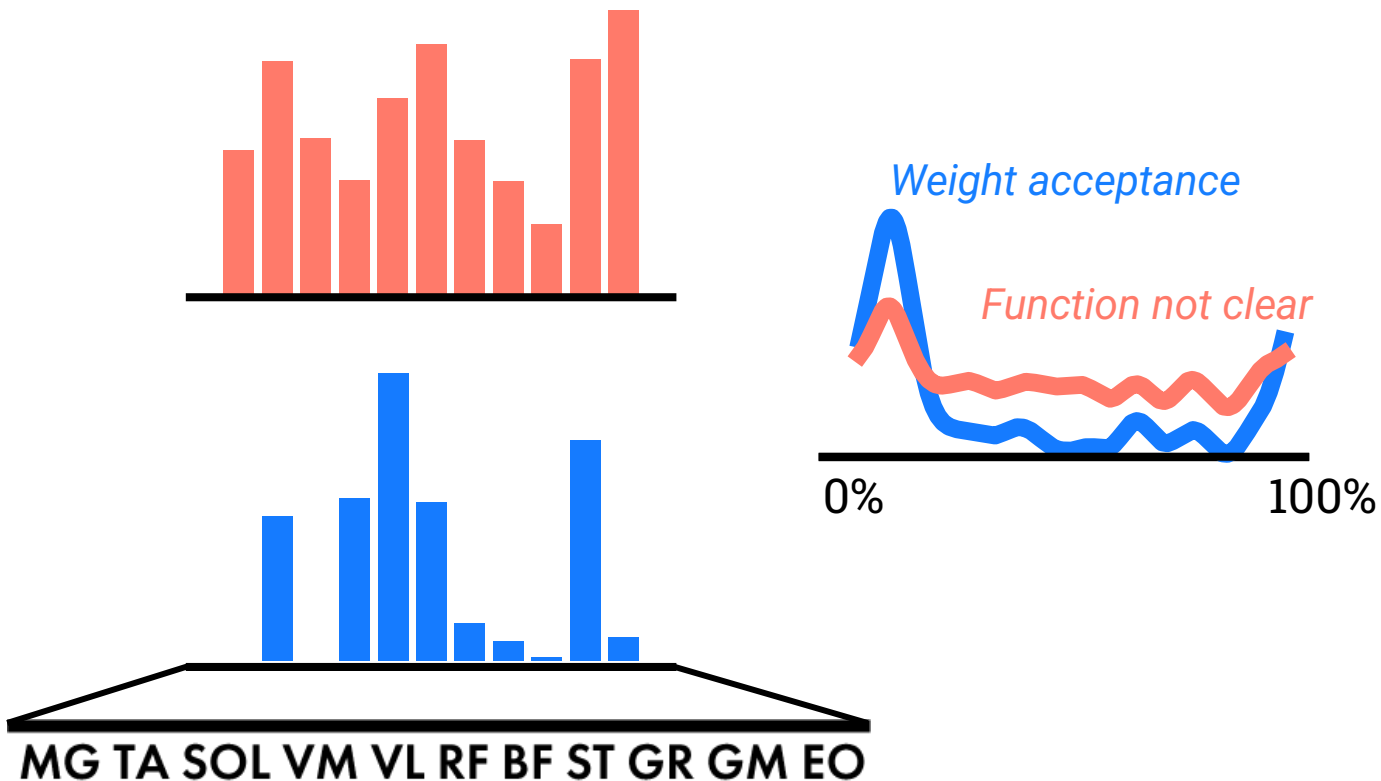 Weight acceptance
Function not clear
0%
100%
MG TA SOL VM VL RF BF ST GR GM EO